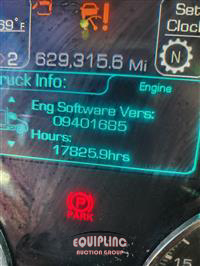 69°F
Set
Clock
2 629,315.6 Mi
N
Truck Info:
Engine
Eng Software Vers:
09401685
Hours:
17825.9hrs
P
PARK
EQUIPLINC
AUCTION GROUP
15